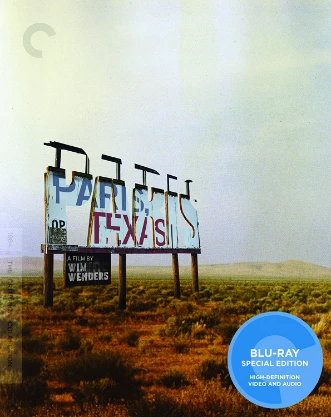 PARIS,
TEXAS
A FILM BY
WIM
WENDERS
BLU-RAY
SPECIAL EDITION
HIGH-DEFINITION
VIDEO AND AUDIO